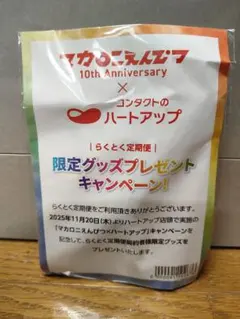 マカロニえんぴつ
10th Anniversary
×
コンタクトの
ハートアップ
らくとく定期便
限定グッズプレゼント
キャンペーン！
らくとく定期便をご利用頂きありがとうございます。
2025年11月20日(木)よりハートアップ店頭で実施の
「マカロニえんぴつ×ハートアップ」キャンペーンを
記念して、らくとく定期便契約者様限定グッズを
プレゼントいたします。